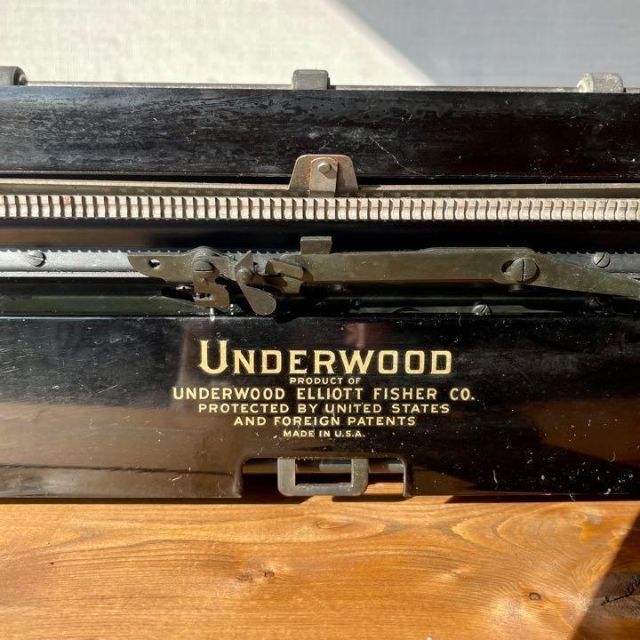 UNDERWOOD
PRODUCT OF
UNDERWOOD ELLIOTT FISHER CO.
PROTECTED BY UNITED STATES
AND FOREIGN PATENTS
MADE IN U.S.A.